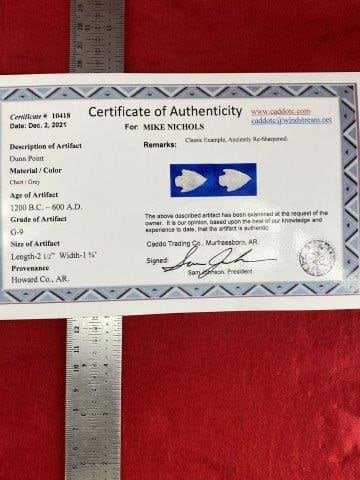 Certificate # 10418
Date: Dec. 2, 2021
Certificate of Authenticity
www.caddotc.com
caddotc@windstream.net
For: MIKE NICHOLS
Description of Artifact
Dunn Point
Material / Color
Chert / Grey
Age of Artifact
1200 B.C. – 600 A.D.
Grade of Artifact
G-9
Size of Artifact
Length-2 1/2" Width-1 3/4"
Provenance
Howard Co., AR.
Remarks:
Classic Example, Anciently Re-Sharpened.
The above described artifact has been examined at the request of the
owner. It is our opinion, based upon the best of our knowledge and
experience to date, that the artifact is authentic.
Caddo Trading Co., Murfreesboro, AR.
Signed:
Sam Johnson, President